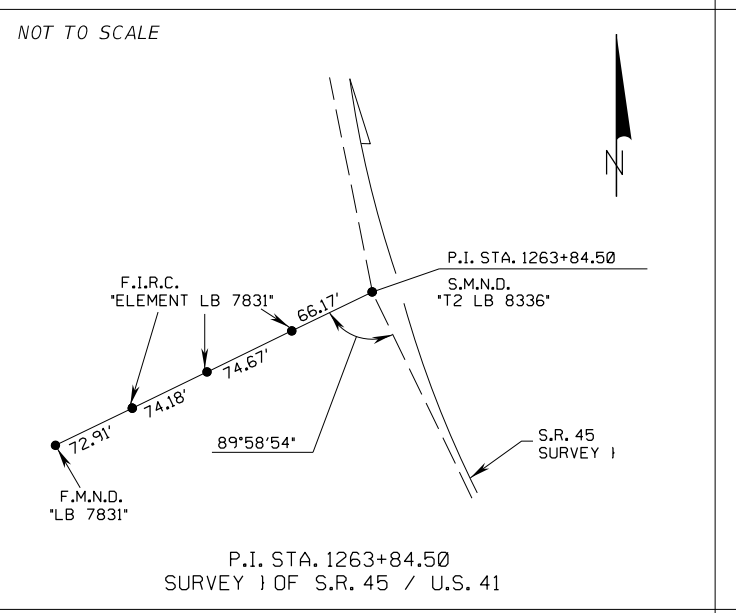 NOT TO SCALE
N
P.I. STA. 1263+84.50
S.M.N.D.
"T2 LB 8336"
F.I.R.C.
"ELEMENT LB 7831"
66.17'
74.67'
74.18'
72.91'
89°58'54"
S.R. 45
SURVEY }
F.M.N.D.
"LB 7831"
P.I. STA. 1263+84.50
SURVEY } OF S.R. 45 / U.S. 41